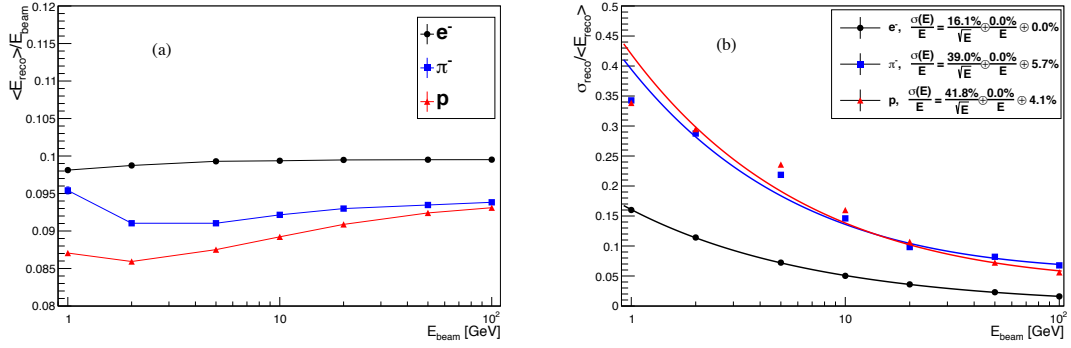 <E_reco>/E_beam
0.12
0.115
0.11
0.105
0.1
0.095
0.09
0.085
0.08
(a)
e⁻
π⁻
p
1
10
10²
E_beam [GeV]
σ_reco/<E_reco>
0.5
0.45
0.4
0.35
0.3
0.25
0.2
0.15
0.1
0.05
0
(b)
e⁻, σ(E)/E = 16.1%/√E ⊕ 0.0%/E ⊕ 0.0%
π⁻, σ(E)/E = 39.0%/√E ⊕ 0.0%/E ⊕ 5.7%
p, σ(E)/E = 41.8%/√E ⊕ 0.0%/E ⊕ 4.1%
1
10
10²
E_beam [GeV]